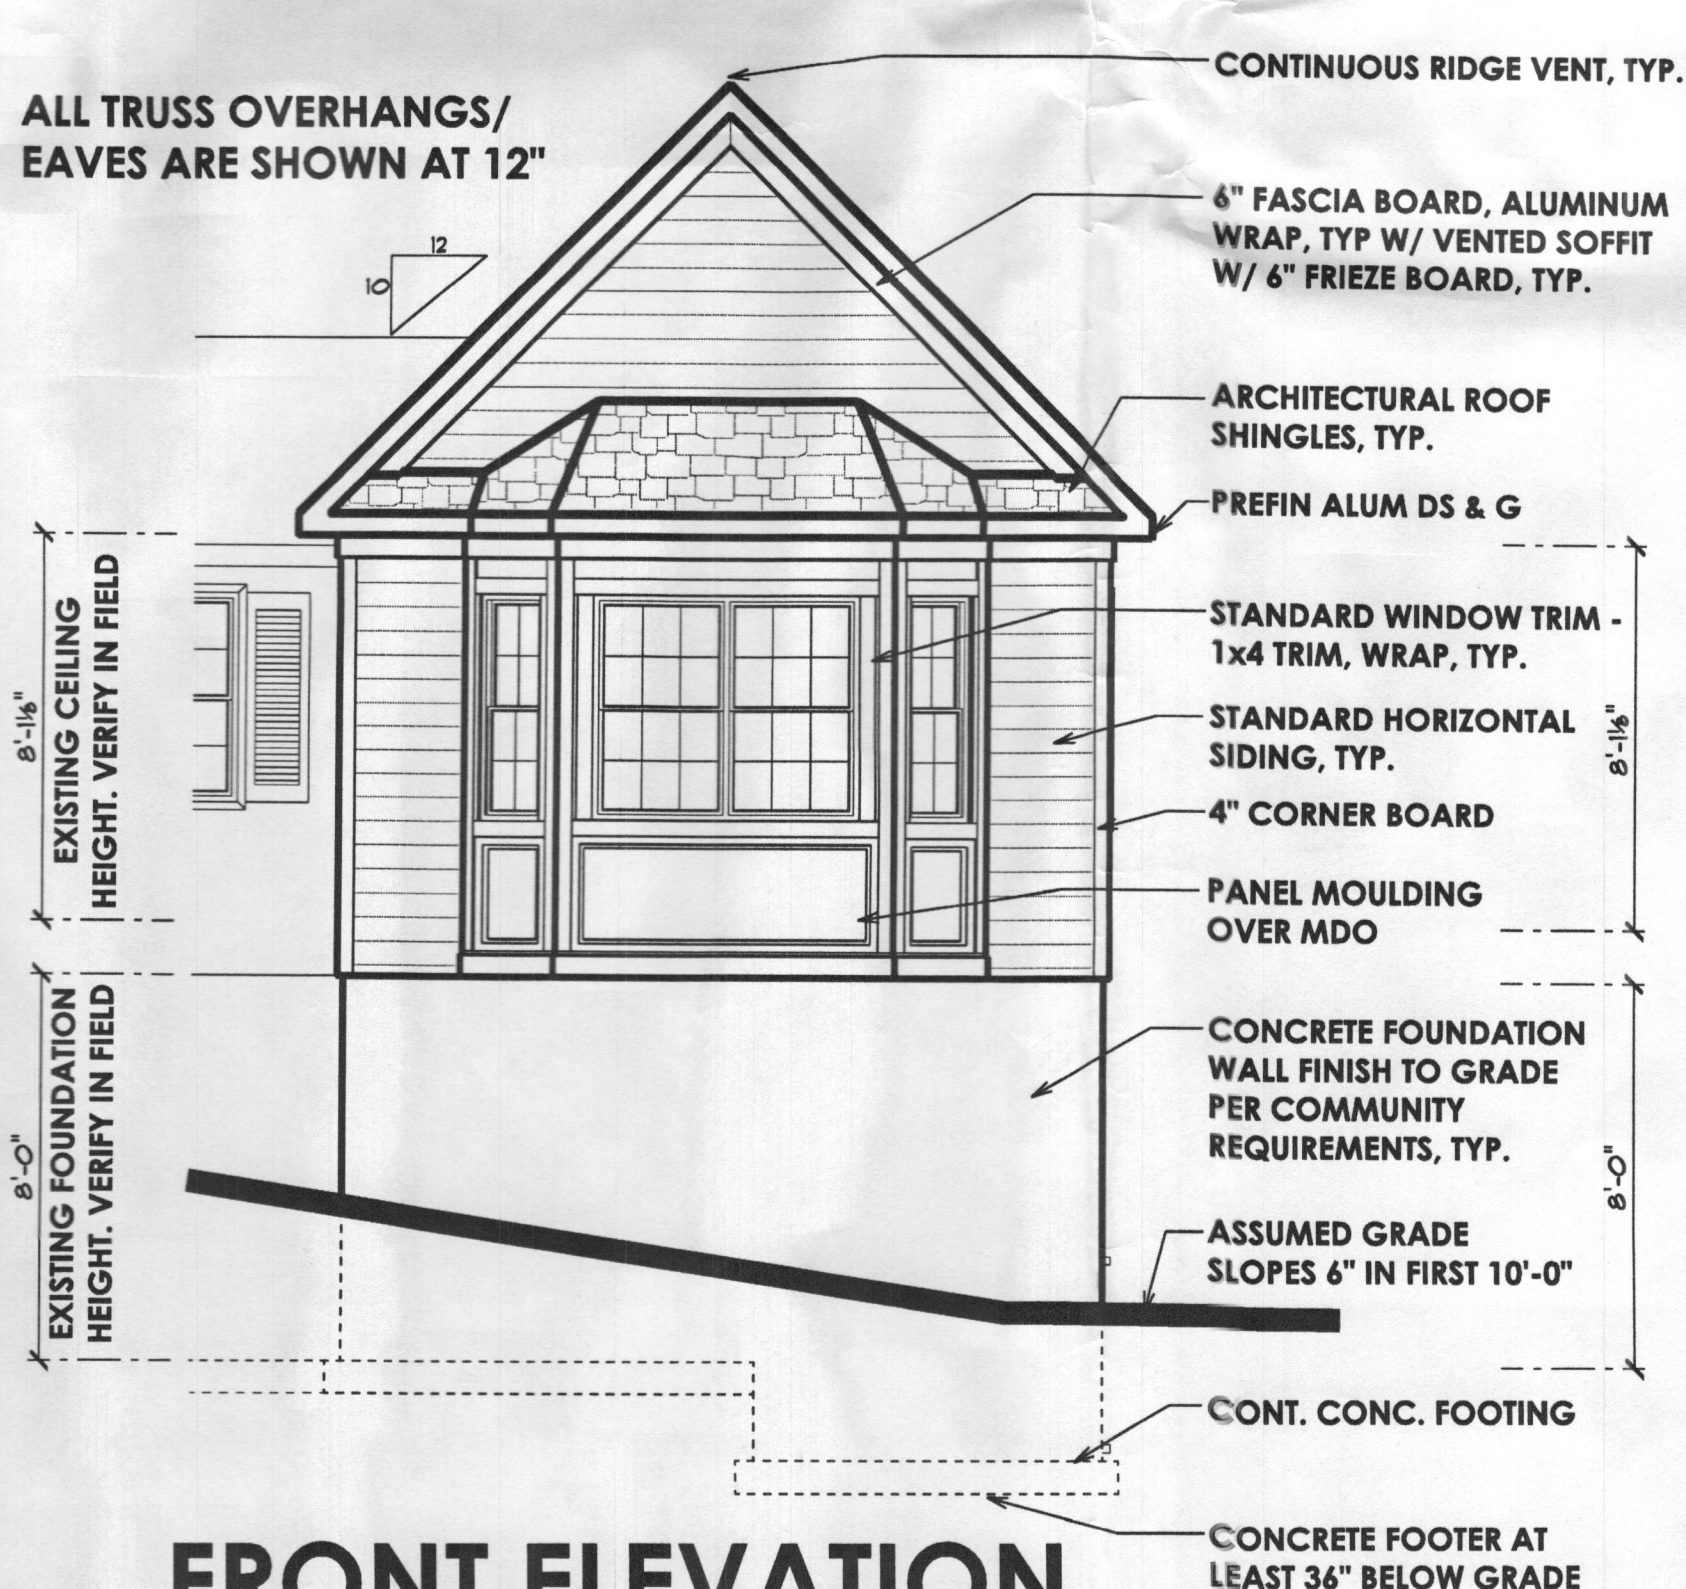 CONTINUOUS RIDGE VENT, TYP.
ALL TRUSS OVERHANGS/
EAVES ARE SHOWN AT 12"
12
10
6" FASCIA BOARD, ALUMINUM
WRAP, TYP W/ VENTED SOFFIT
W/ 6" FRIEZE BOARD, TYP.
ARCHITECTURAL ROOF
SHINGLES, TYP.
PREFIN ALUM DS & G
8'-1⅛"
EXISTING CEILING
HEIGHT. VERIFY IN FIELD
STANDARD WINDOW TRIM -
1x4 TRIM, WRAP, TYP.
STANDARD HORIZONTAL
SIDING, TYP.
8'-1⅛"
4" CORNER BOARD
PANEL MOULDING
OVER MDO
8'-0"
EXISTING FOUNDATION
HEIGHT. VERIFY IN FIELD
CONCRETE FOUNDATION
WALL FINISH TO GRADE
PER COMMUNITY
REQUIREMENTS, TYP.
8'-0"
ASSUMED GRADE
SLOPES 6" IN FIRST 10'-0"
CONT. CONC. FOOTING
CONCRETE FOOTER AT
LEAST 36" BELOW GRADE
FRONT ELEVATION